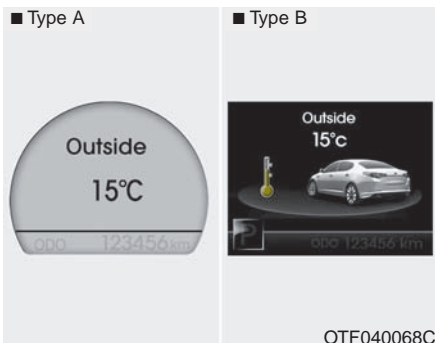 ■ Type A
■ Type B
Outside
15°C
ODO 123456 km
Outside
15°c
P
ODO 123456 km
OTF040068C